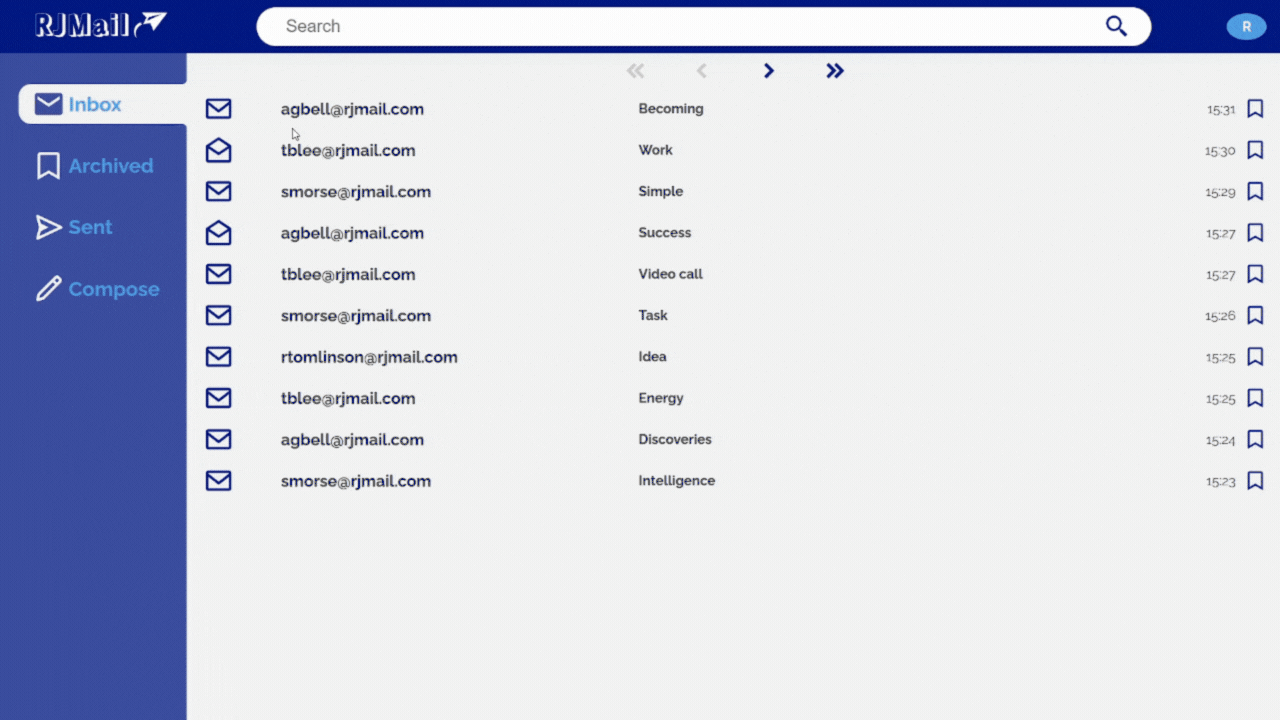 RJMail
Search
R
Inbox
Archived
Sent
Compose
agbell@rjmail.com Becoming 15:31
tblee@rjmail.com Work 15:30
smorse@rjmail.com Simple 15:29
agbell@rjmail.com Success 15:27
tblee@rjmail.com Video call 15:27
smorse@rjmail.com Task 15:26
rtomlinson@rjmail.com Idea 15:25
tblee@rjmail.com Energy 15:25
agbell@rjmail.com Discoveries 15:24
smorse@rjmail.com Intelligence 15:23